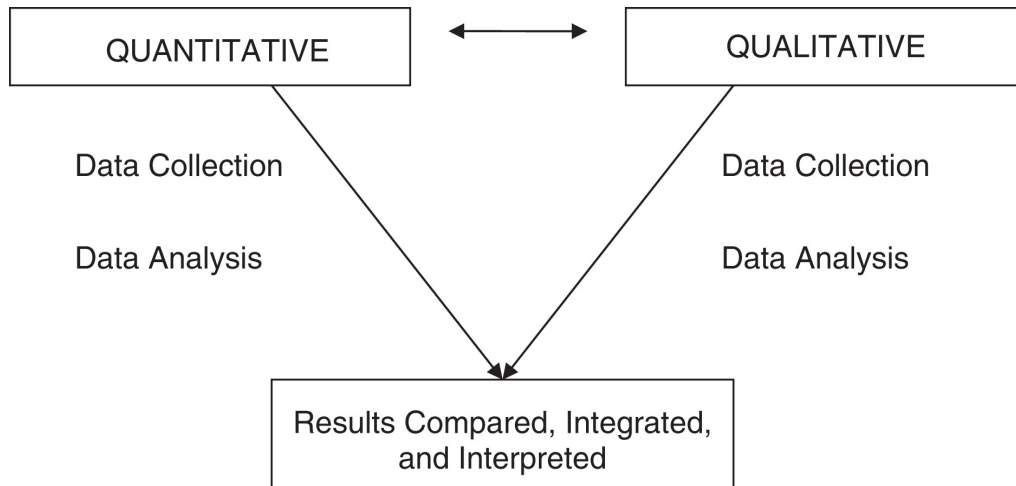 QUANTITATIVE
QUALITATIVE
Data Collection
Data Collection
Data Analysis
Data Analysis
Results Compared, Integrated,
and Interpreted